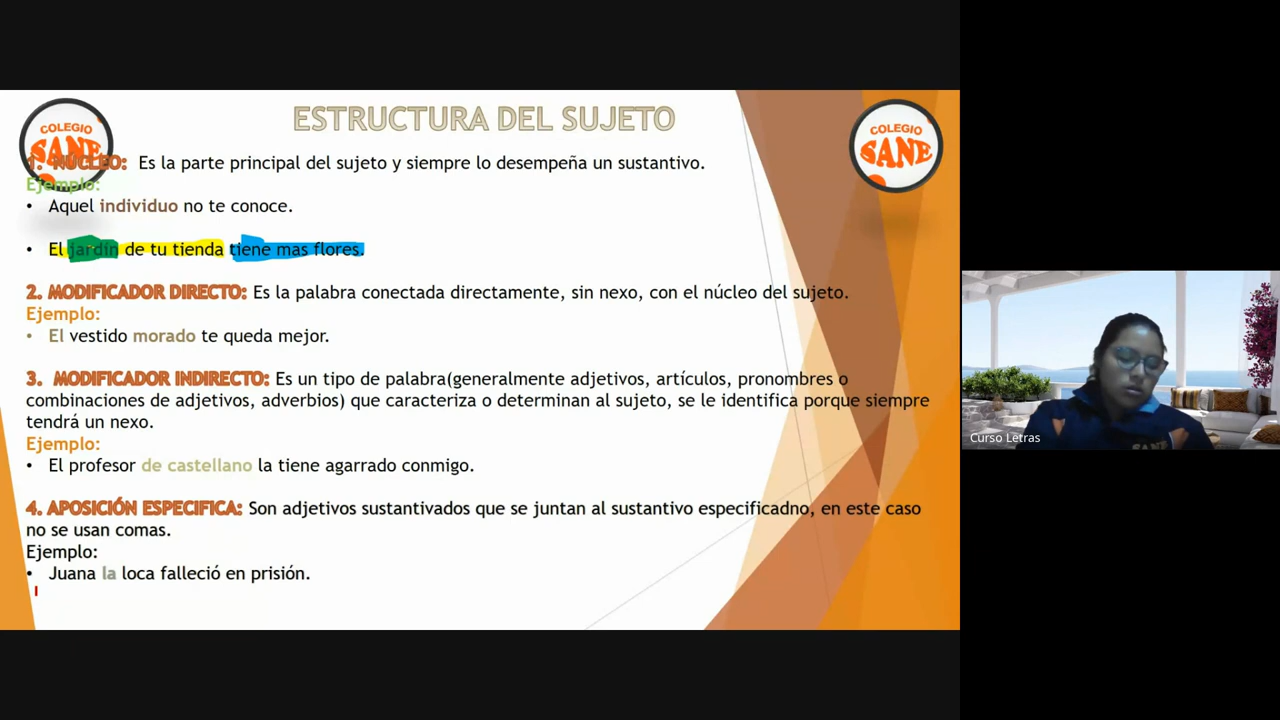 ESTRUCTURA DEL SUJETO
COLEGIO
SANE
COLEGIO
SANE
1. NÚCLEO: Es la parte principal del sujeto y siempre lo desempeña un sustantivo.
Ejemplo:
• Aquel individuo no te conoce.
• El jardín de tu tienda tiene mas flores.
2. MODIFICADOR DIRECTO: Es la palabra conectada directamente, sin nexo, con el núcleo del sujeto.
Ejemplo:
• El vestido morado te queda mejor.
3. MODIFICADOR INDIRECTO: Es un tipo de palabra(generalmente adjetivos, artículos, pronombres o
combinaciones de adjetivos, adverbios) que caracteriza o determinan al sujeto, se le identifica porque siempre
tendrá un nexo.
Ejemplo:
• El profesor de castellano la tiene agarrado conmigo.
4. APOSICIÓN ESPECIFICA: Son adjetivos sustantivados que se juntan al sustantivo especificadno, en este caso
no se usan comas.
Ejemplo:
• Juana la loca falleció en prisión.
Curso Letras
SANE